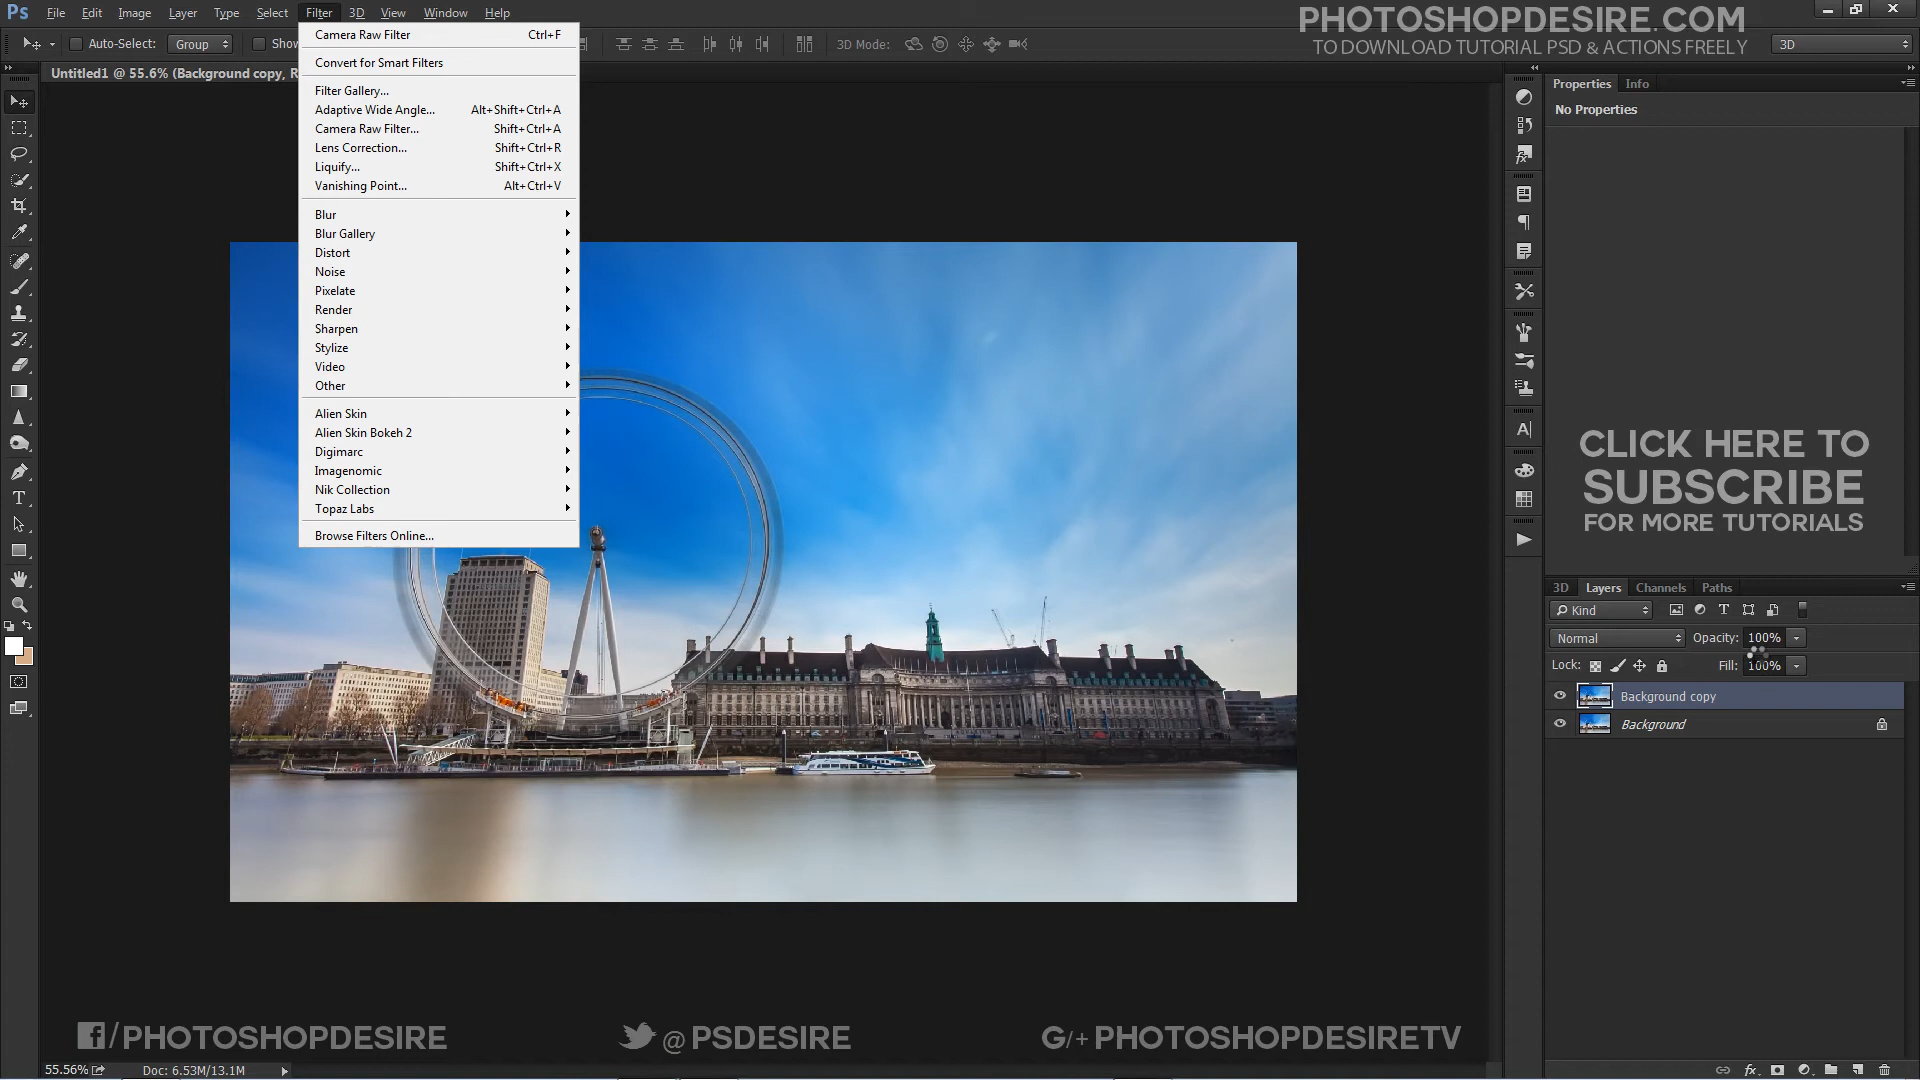 Ps File Edit Image Layer Type Select Filter 3D View Window Help
PHOTOSHOPDESIRE.COM
TO DOWNLOAD TUTORIAL PSD & ACTIONS FREELY
Auto-Select: Group Show 3D Mode: 3D
Untitled1 @ 55.6% (Background copy, R
Camera Raw Filter Ctrl+F
Convert for Smart Filters
Filter Gallery...
Adaptive Wide Angle... Alt+Shift+Ctrl+A
Camera Raw Filter... Shift+Ctrl+A
Lens Correction... Shift+Ctrl+R
Liquify... Shift+Ctrl+X
Vanishing Point... Alt+Ctrl+V
Blur
Blur Gallery
Distort
Noise
Pixelate
Render
Sharpen
Stylize
Video
Other
Alien Skin
Alien Skin Bokeh 2
Digimarc
Imagenomic
Nik Collection
Topaz Labs
Browse Filters Online...
Properties Info
No Properties
CLICK HERE TO
SUBSCRIBE
FOR MORE TUTORIALS
3D Layers Channels Paths
Kind
Normal Opacity: 100%
Lock: Fill: 100%
Background copy
Background
f/PHOTOSHOPDESIRE
@PSDESIRE
G/+PHOTOSHOPDESIRETV
55.56% Doc: 6.53M/13.1M